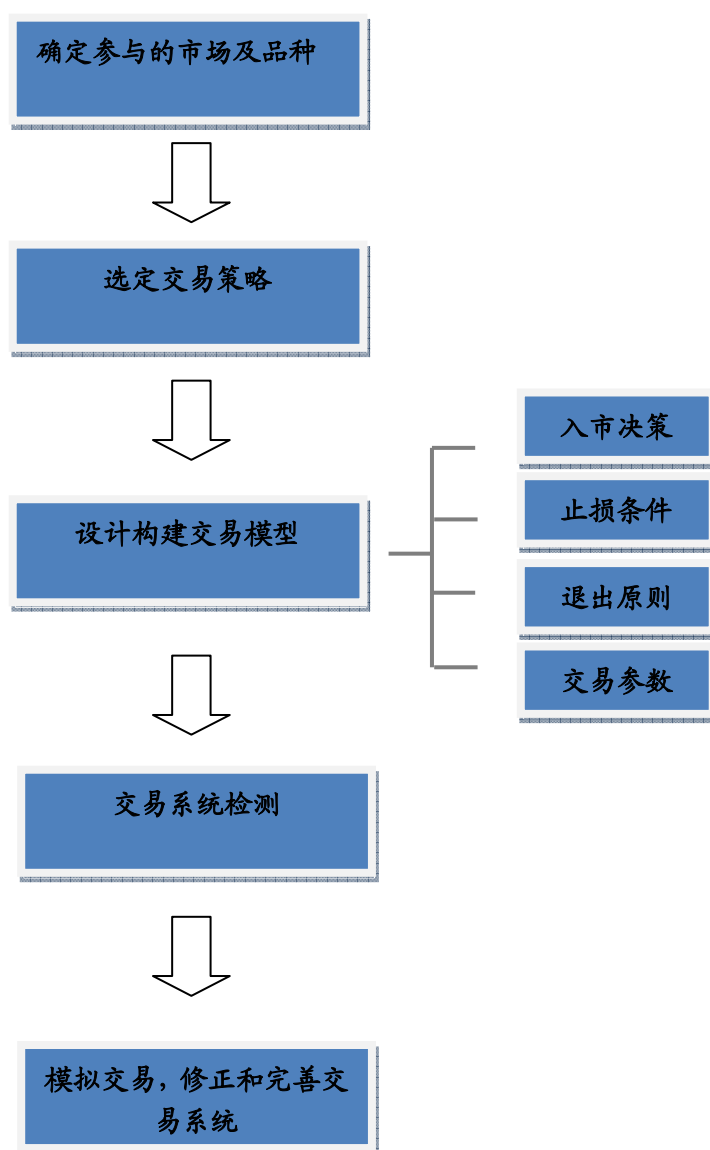 确定参与的市场及品种
选定交易策略
设计构建交易模型
入市决策
止损条件
退出原则
交易参数
交易系统检测
模拟交易，修正和完善交
易系统